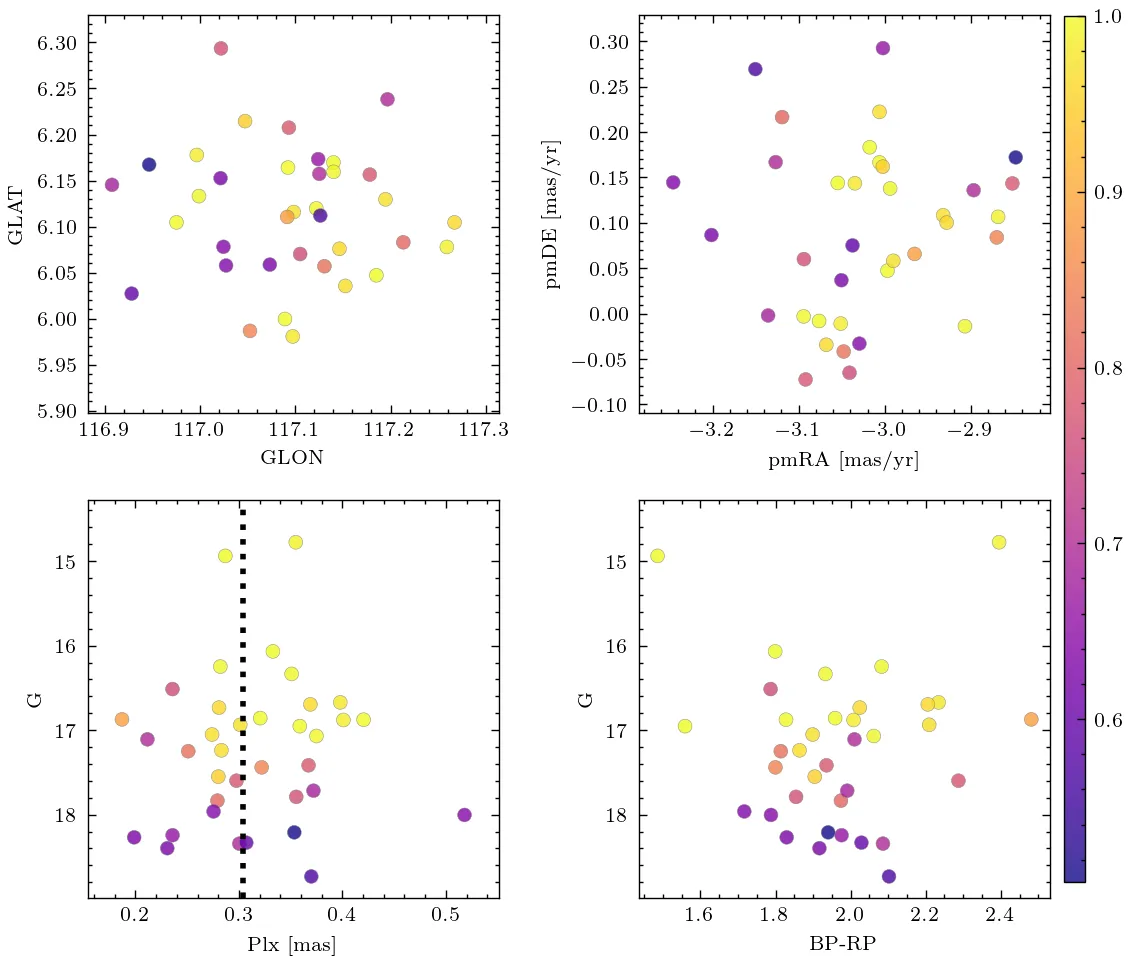 6.30
6.25
6.20
6.15
6.10
6.05
6.00
5.95
5.90
GLAT
116.9 117.0 117.1 117.2 117.3
GLON
0.30
0.25
0.20
0.15
0.10
0.05
0.00
−0.05
−0.10
pmDE [mas/yr]
−3.2 −3.1 −3.0 −2.9
pmRA [mas/yr]
1.0
0.9
0.8
0.7
0.6
15
16
17
18
G
0.2 0.3 0.4 0.5
Plx [mas]
15
16
17
18
G
1.6 1.8 2.0 2.2 2.4
BP-RP